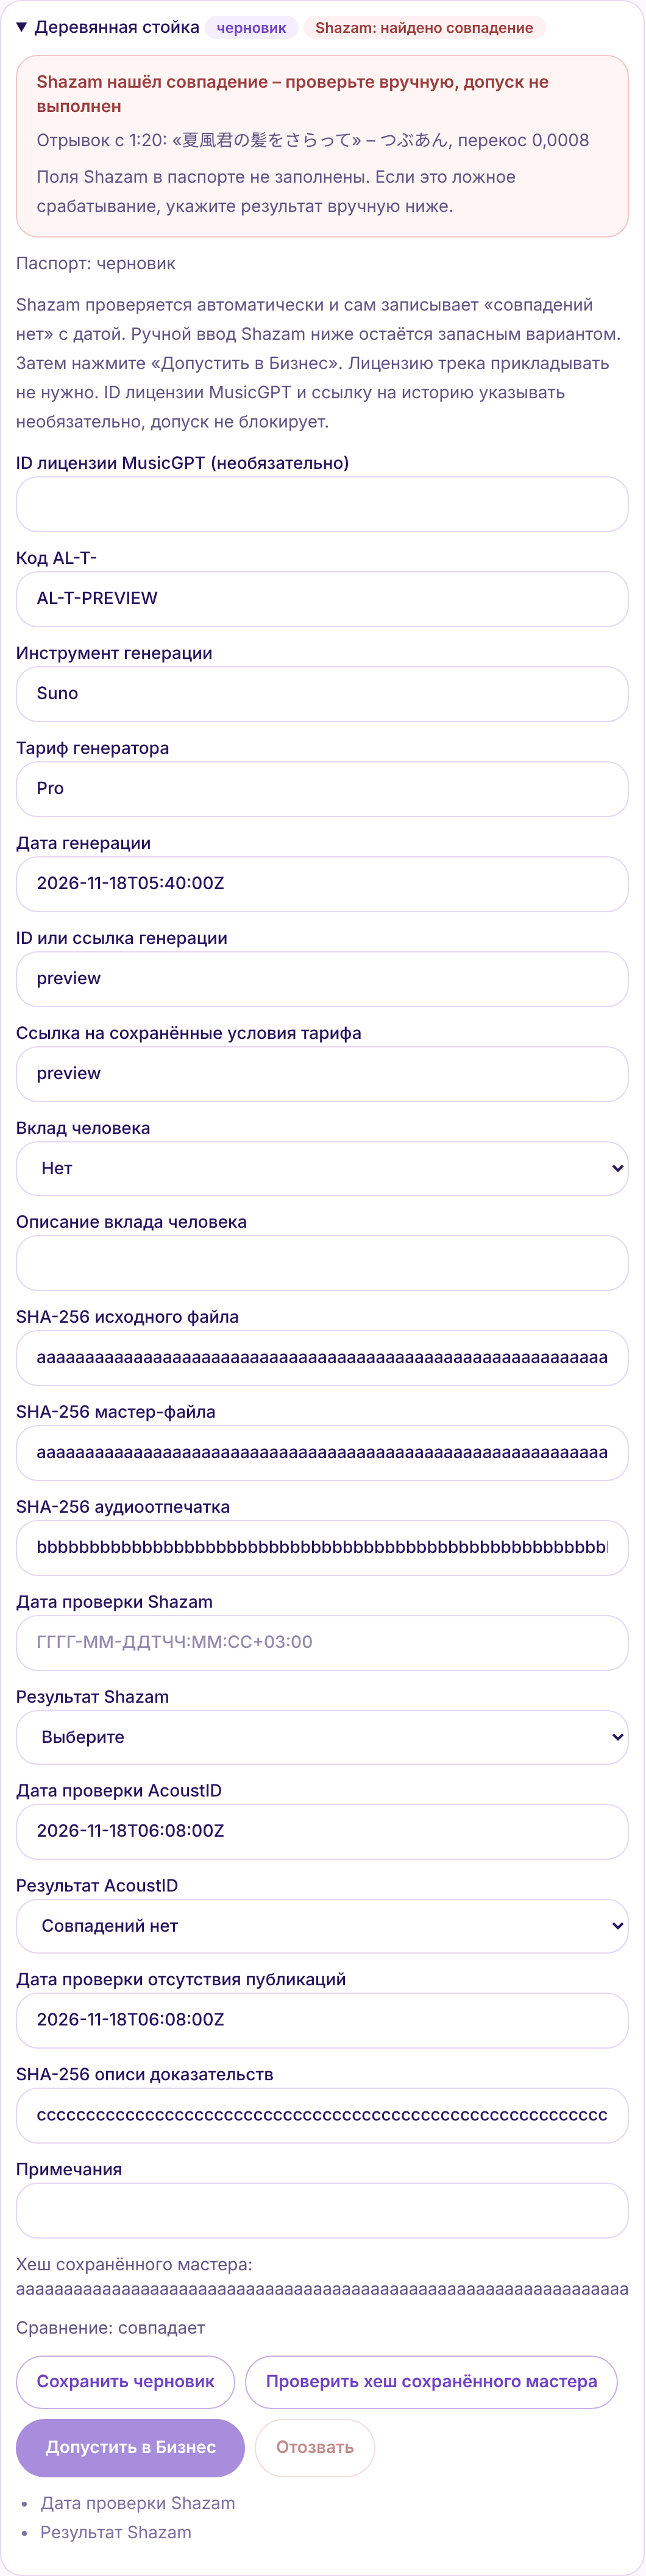 Деревянная стойка черновик Shazam: найдено совпадение
Shazam нашёл совпадение – проверьте вручную, допуск не
выполнен
Отрывок с 1:20: «夏風君の髪をさらって» – つぶあん, перекос 0,0008
Поля Shazam в паспорте не заполнены. Если это ложное
срабатывание, укажите результат вручную ниже.
Паспорт: черновик
Shazam проверяется автоматически и сам записывает «совпадений
нет» с датой. Ручной ввод Shazam ниже остаётся запасным вариантом.
Затем нажмите «Допустить в Бизнес». Лицензию трека прикладывать
не нужно. ID лицензии MusicGPT и ссылку на историю указывать
необязательно, допуск не блокирует.
ID лицензии MusicGPT (необязательно)
Код AL-T-
AL-T-PREVIEW
Инструмент генерации
Suno
Тариф генератора
Pro
Дата генерации
2026-11-18T05:40:00Z
ID или ссылка генерации
preview
Ссылка на сохранённые условия тарифа
preview
Вклад человека
Нет
Описание вклада человека
SHA-256 исходного файла
aaaaaaaaaaaaaaaaaaaaaaaaaaaaaaaaaaaaaaaaaaaaaaaaaaaaaaaaaaa
SHA-256 мастер-файла
aaaaaaaaaaaaaaaaaaaaaaaaaaaaaaaaaaaaaaaaaaaaaaaaaaaaaaaaaaa
SHA-256 аудиоотпечатка
bbbbbbbbbbbbbbbbbbbbbbbbbbbbbbbbbbbbbbbbbbbbbbbbbbbbbb
Дата проверки Shazam
ГГГГ-ММ-ДДТЧЧ:ММ:СС+03:00
Результат Shazam
Выберите
Дата проверки AcoustID
2026-11-18T06:08:00Z
Результат AcoustID
Совпадений нет
Дата проверки отсутствия публикаций
2026-11-18T06:08:00Z
SHA-256 описи доказательств
cccccccccccccccccccccccccccccccccccccccccccccccccccccccccc
Примечания
Хеш сохранённого мастера:
aaaaaaaaaaaaaaaaaaaaaaaaaaaaaaaaaaaaaaaaaaaaaaaaaaaaaaaaaaaaaaaa
Сравнение: совпадает
Сохранить черновик Проверить хеш сохранённого мастера
Допустить в Бизнес Отозвать
• Дата проверки Shazam
• Результат Shazam